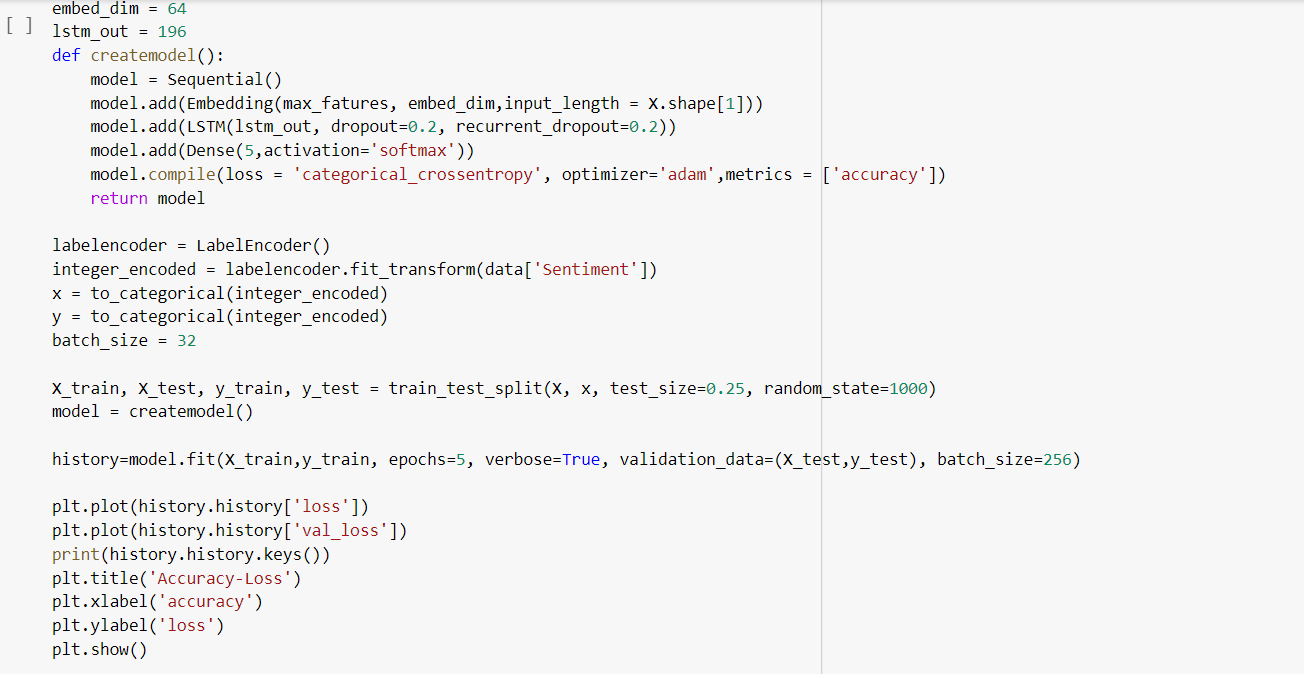 embed_dim = 64
[ ]
lstm_out = 196
def createmodel():
    model = Sequential()
    model.add(Embedding(max_fatures, embed_dim,input_length = X.shape[1]))
    model.add(LSTM(lstm_out, dropout=0.2, recurrent_dropout=0.2))
    model.add(Dense(5,activation='softmax'))
    model.compile(loss = 'categorical_crossentropy', optimizer='adam',metrics = ['accuracy'])
    return model
labelencoder = LabelEncoder()
integer_encoded = labelencoder.fit_transform(data['Sentiment'])
x = to_categorical(integer_encoded)
y = to_categorical(integer_encoded)
batch_size = 32
X_train, X_test, y_train, y_test = train_test_split(X, x, test_size=0.25, random_state=1000)
model = createmodel()
history=model.fit(X_train,y_train, epochs=5, verbose=True, validation_data=(X_test,y_test), batch_size=256)
plt.plot(history.history['loss'])
plt.plot(history.history['val_loss'])
print(history.history.keys())
plt.title('Accuracy-Loss')
plt.xlabel('accuracy')
plt.ylabel('loss')
plt.show()